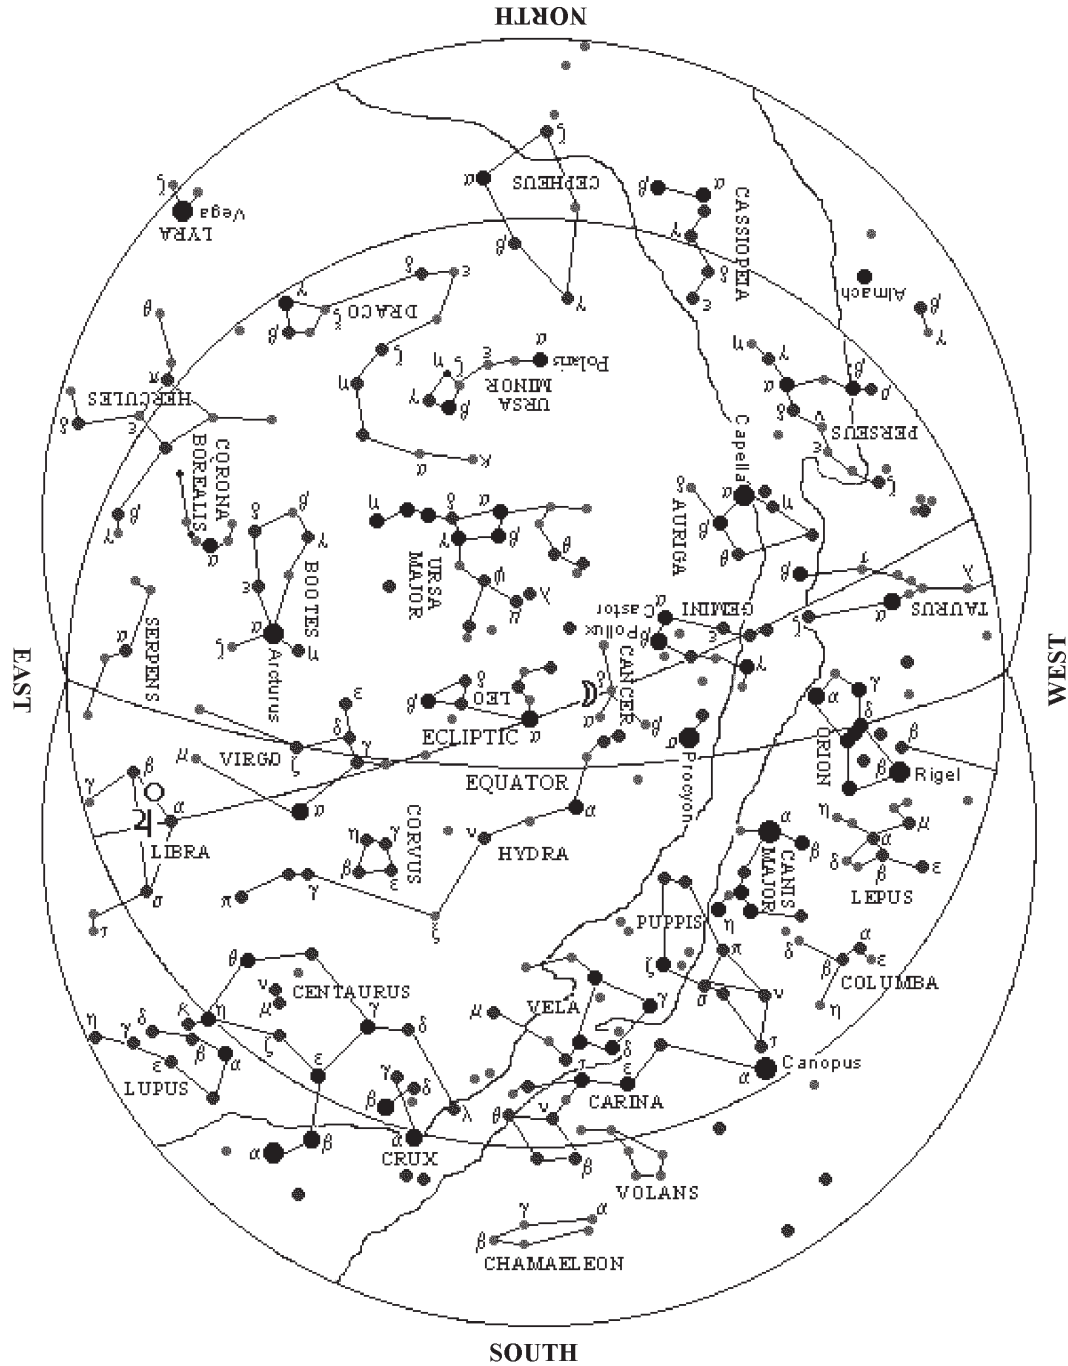 NORTH
ζ
α
CEPHEUS
β
γ
β
α
CASSIOPEIA
γ
δ
ε
ζ
Vega
LYRA
Almach
β
γ
δ
ε
γ
DRACO
β
ξ
ζ
η
α
κ
θ
π
HERCULES
δ
ε
β
γ
η
ζ
ε
α
Polaris
URSA
MINOR
γ
β
η
γ
α
β
ρ
δ
ν
PERSEUS
ε
ζ
CORONA
BOREALIS
α
δ
β
γ
BOOTES
ε
α
ζ
η
Arcturus
η
δ
α
γ
β
θ
URSA
MAJOR
ψ
μ
λ
Capella
δ
α
η
β
AURIGA
θ
β
τ
λ
ζ
α
TAURUS
SERPENS
α
Castor
α
Pollux
β
GEMINI
ε
γ
EAST
WEST
δ
β
LEO
α
CANCER
δ
α
β
ECLIPTIC
ε
δ
γ
VIRGO
ζ
α
EQUATOR
α
Procyon
α
γ
δ
ORION
β
β
Rigel
μ
γ
β
α
LIBRA
σ
τ
CORVUS
η
γ
β
ε
ν
α
HYDRA
π
γ
ξ
α
β
CANIS
MAJOR
η
η
μ
α
δ
β
ε
LEPUS
PUPPIS
ζ
π
σ
ν
τ
δ
α
β
ε
COLUMBA
η
θ
ν
μ
CENTAURUS
κ
η
ζ
γ
δ
ε
λ
β
α
μ
VELA
γ
δ
η
γ
δ
β
α
ε
LUPUS
γ
δ
β
α
CRUX
Canopus
α
ι
ε
CARINA
θ
ν
β
VOLANS
γ
α
β
CHAMAELEON
SOUTH